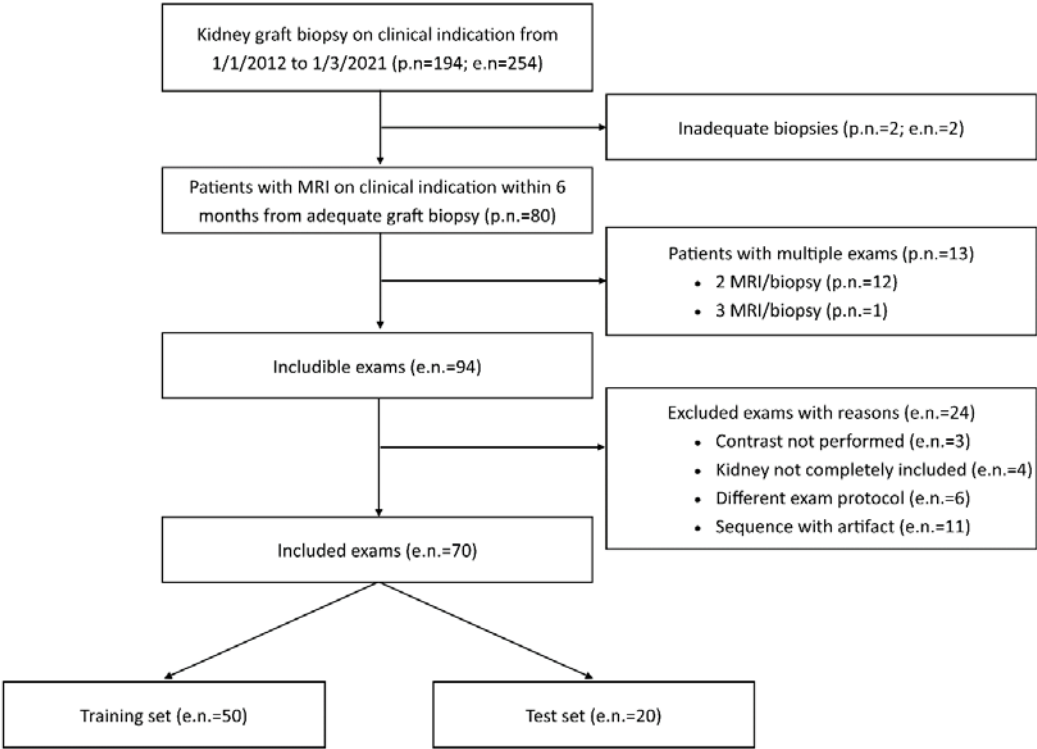 Kidney graft biopsy on clinical indication from
1/1/2012 to 1/3/2021 (p.n=194; e.n=254)
Inadequate biopsies (p.n.=2; e.n.=2)
Patients with MRI on clinical indication within 6
months from adequate graft biopsy (p.n.=80)
Patients with multiple exams (p.n.=13)
• 2 MRI/biopsy (p.n.=12)
• 3 MRI/biopsy (p.n.=1)
Includible exams (e.n.=94)
Excluded exams with reasons (e.n.=24)
• Contrast not performed (e.n.=3)
• Kidney not completely included (e.n.=4)
• Different exam protocol (e.n.=6)
• Sequence with artifact (e.n.=11)
Included exams (e.n.=70)
Training set (e.n.=50)
Test set (e.n.=20)